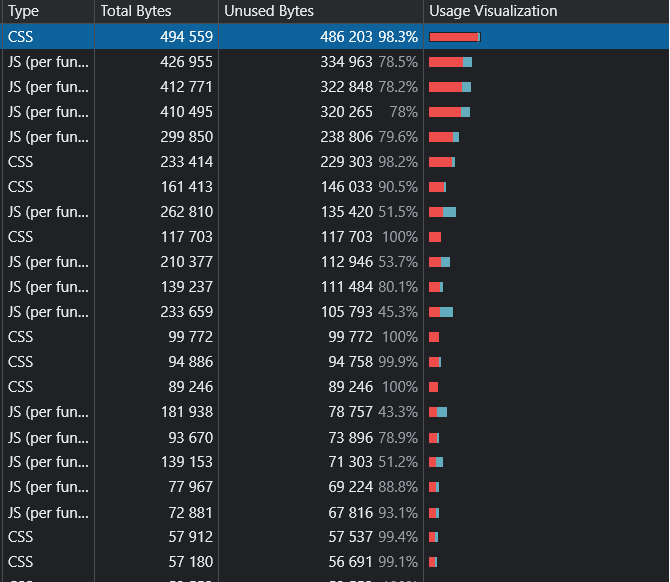 Type Total Bytes Unused Bytes Usage Visualization
CSS 494 559 486 203 98.3%
JS (per fun... 426 955 334 963 78.5%
JS (per fun... 412 771 322 848 78.2%
JS (per fun... 410 495 320 265 78%
JS (per fun... 299 850 238 806 79.6%
CSS 233 414 229 303 98.2%
CSS 161 413 146 033 90.5%
JS (per fun... 262 810 135 420 51.5%
CSS 117 703 117 703 100%
JS (per fun... 210 377 112 946 53.7%
JS (per fun... 139 237 111 484 80.1%
JS (per fun... 233 659 105 793 45.3%
CSS 99 772 99 772 100%
CSS 94 886 94 758 99.9%
CSS 89 246 89 246 100%
JS (per fun... 181 938 78 757 43.3%
JS (per fun... 93 670 73 896 78.9%
JS (per fun... 139 153 71 303 51.2%
JS (per fun... 77 967 69 224 88.8%
JS (per fun... 72 881 67 816 93.1%
CSS 57 912 57 537 99.4%
CSS 57 180 56 691 99.1%